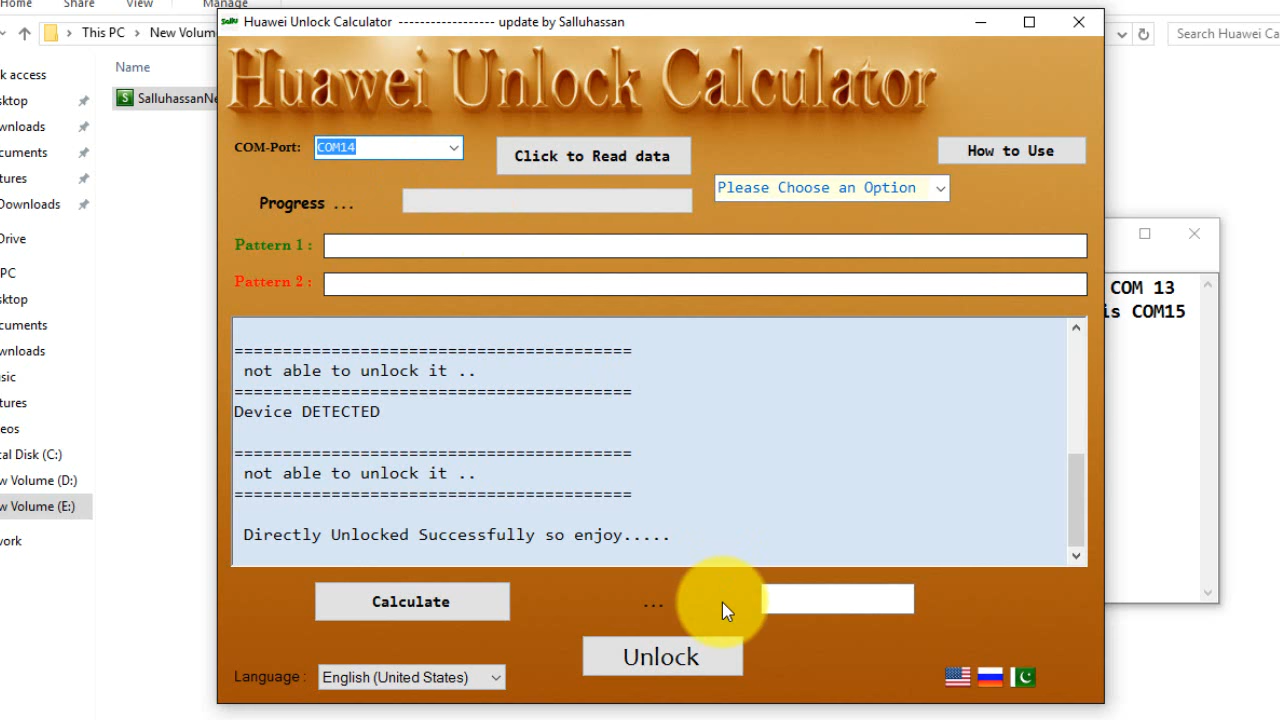 ome
Share
View
Manage
Huawei Unlock Calculator ------------------ update by Salluhassan
This PC
New Volum
Search Huawei Ca
Name
SalluhassanNe
k access
sktop
wnloads
cuments
tures
Downloads
Drive
PC
sktop
cuments
wnloads
sic
tures
eos
cal Disk (C:)
w Volume (D:)
w Volume (E:)
work
Sallu
Huawei Unlock Calculator
COM-Port:
COM14
Click to Read data
How to Use
Please Choose an Option
Progress ...
Pattern 1 :
Pattern 2 :
=========================================
not able to unlock it ..
=========================================
Device DETECTED
=========================================
not able to unlock it ..
=========================================
Directly Unlocked Successfully so enjoy.....
Calculate
...
Unlock
Language :
English (United States)
COM 13
is COM15